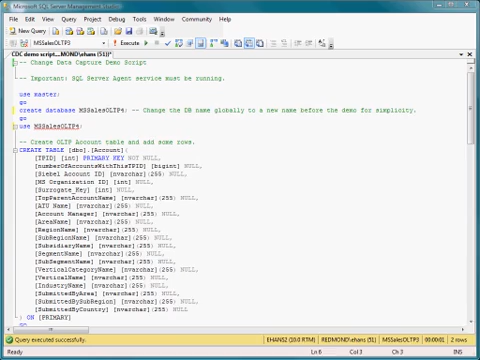 Microsoft SQL Server Management Studio
File Edit View Query Project Debug Tools Window Community Help
New Query
MSSalesOLTP3 Execute
CDC demo script....MOND\ehans (51))*
-- Change Data Capture Demo Script
-- Important: SQL Server Agent service must be running.
use master;
go
create database MSSalesOLTP4; -- Change the DB name globally to a new name before the demo for simplicity.
go
use MSSalesOLTP4;
-- Create OLTP Account table and add some rows.
CREATE TABLE [dbo].[Account](
[TPID] [int] PRIMARY KEY NOT NULL,
[numberOfAccountsWithThisTPID] [bigint] NULL,
[Siebel Account ID] [nvarchar](255) NULL,
[MS Organization ID] [int] NULL,
[Surrogate_Key] [int] NULL,
[TopParentAccountName] [nvarchar](255) NULL,
[ATU Name] [nvarchar](255) NULL,
[Account Manager] [nvarchar](255) NULL,
[AreaName] [nvarchar](255) NULL,
[RegionName] [nvarchar](255) NULL,
[SubRegionName] [nvarchar](255) NULL,
[SubsidiaryName] [nvarchar](255) NULL,
[SegmentName] [nvarchar](255) NULL,
[SubSegmentName] [nvarchar](255) NULL,
[VerticalCategoryName] [nvarchar](255) NULL,
[VerticalName] [nvarchar](255) NULL,
[IndustryName] [nvarchar](255) NULL,
[SubmittedByArea] [nvarchar](255) NULL,
[SubmittedBySubRegion] [nvarchar](255) NULL,
[SubmittedByCountry] [nvarchar](255) NULL
) ON [PRIMARY]
go
Query executed successfully. EHANS2 (10.0 RTM) REDMOND\ehans (51) MSSalesOLTP3 00:00:01 2 rows
Ready Ln 6 Col 3 Ch 3 INS